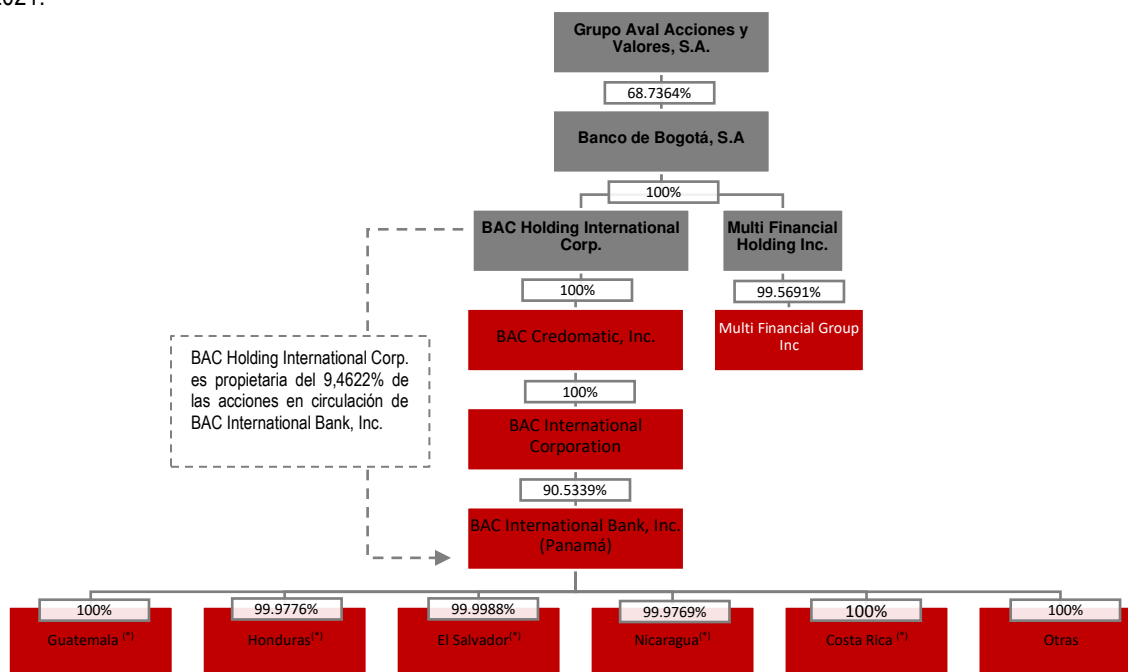 2021.
Grupo Aval Acciones y
Valores, S.A.
68.7364%
Banco de Bogotá, S.A
100%
BAC Holding International
Corp.
Multi Financial
Holding Inc.
100%
99.5691%
BAC Credomatic, Inc.
Multi Financial Group
Inc
BAC Holding International Corp.
es propietaria del 9,4622% de
las acciones en circulación de
BAC International Bank, Inc.
100%
BAC International
Corporation
90.5339%
BAC International Bank, Inc.
(Panamá)
100%
99.9776%
99.9988%
99.9769%
100%
100%
Guatemala (*)
Honduras(*)
El Salvador(*)
Nicaragua(*)
Costa Rica (*)
Otras